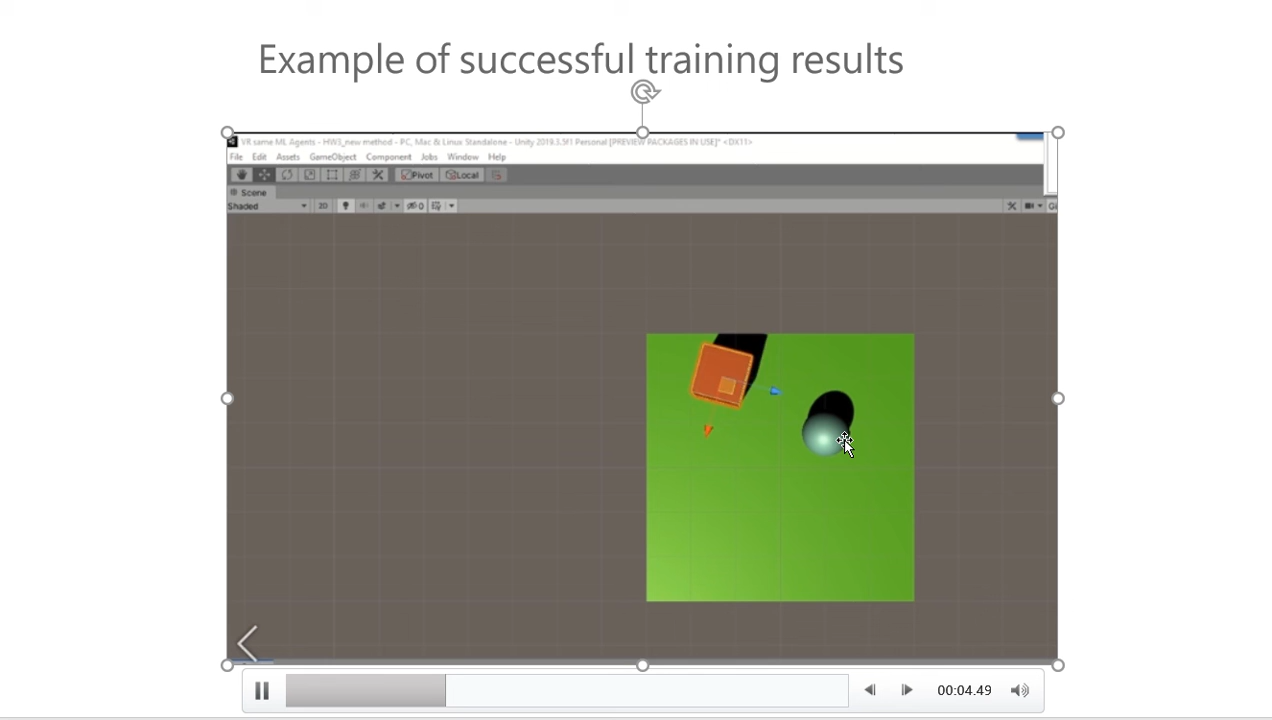 Example of successful training results
VR same ML Agents - HW3_new method - PC, Mac & Linux Standalone - Unity 2019.3.5f1 Personal [PREVIEW PACKAGES IN USE]* <DX11>
File Edit Assets GameObject Component Jobs Window Help
Pivot Local
Scene
Shaded 2D 0
00:04.49